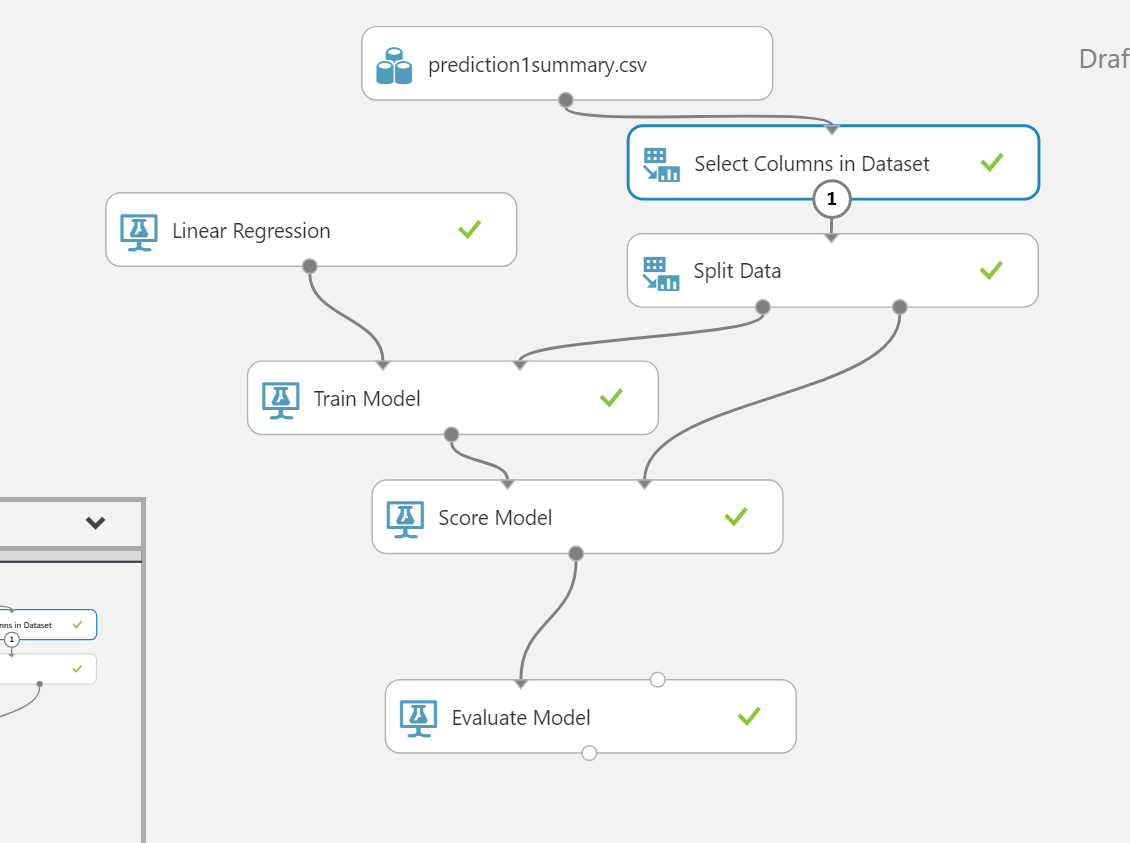 prediction1summary.csv
Draf
Select Columns in Dataset
1
Linear Regression
Split Data
Train Model
Score Model
mns in Dataset
1
Evaluate Model